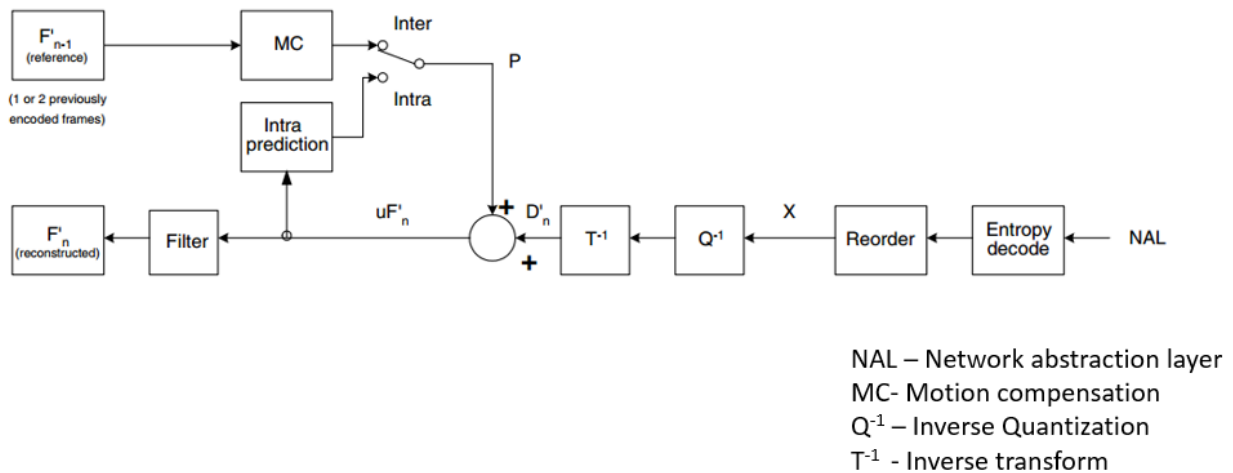 F'n-1
(reference)
(1 or 2 previously
encoded frames)
MC
Inter
Intra
P
Intra
prediction
F'n
(reconstructed)
Filter
uF'n
+
+
D'n
T-1
Q-1
X
Reorder
Entropy
decode
NAL
NAL – Network abstraction layer
MC- Motion compensation
Q-1 – Inverse Quantization
T-1 - Inverse transform